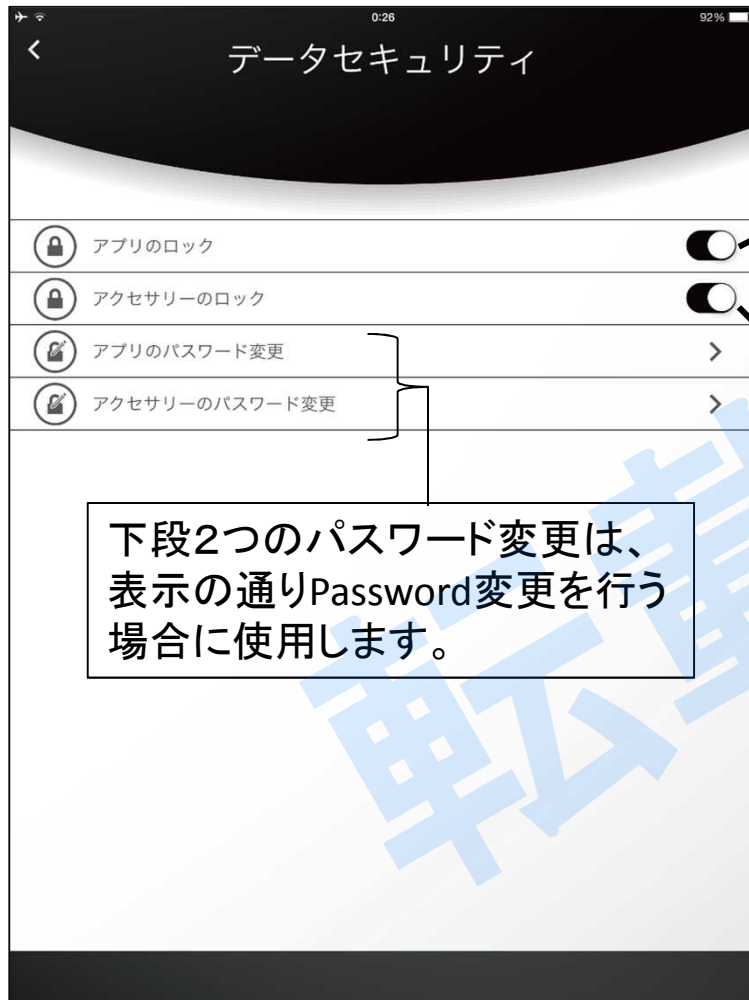 0:26
92%
データセキュリティ
アプリのロック
アクセサリーのロック
アプリのパスワード変更
アクセサリーのパスワード変更
下段2つのパスワード変更は、
表示の通りPassword変更を行う
場合に使用します。
転